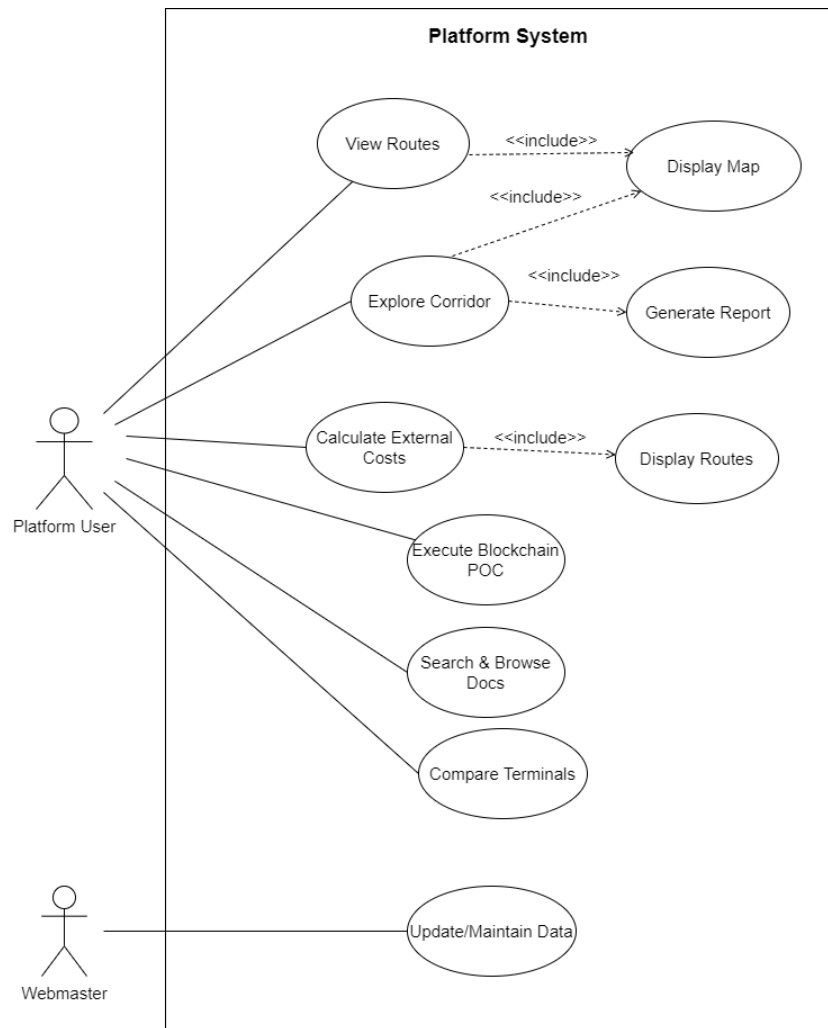 Platform System
View Routes
<<include>>
Display Map
<<include>>
Explore Corridor
<<include>>
Generate Report
Calculate External
Costs
<<include>>
Display Routes
Platform User
Execute Blockchain
POC
Search & Browse
Docs
Compare Terminals
Webmaster
Update/Maintain Data